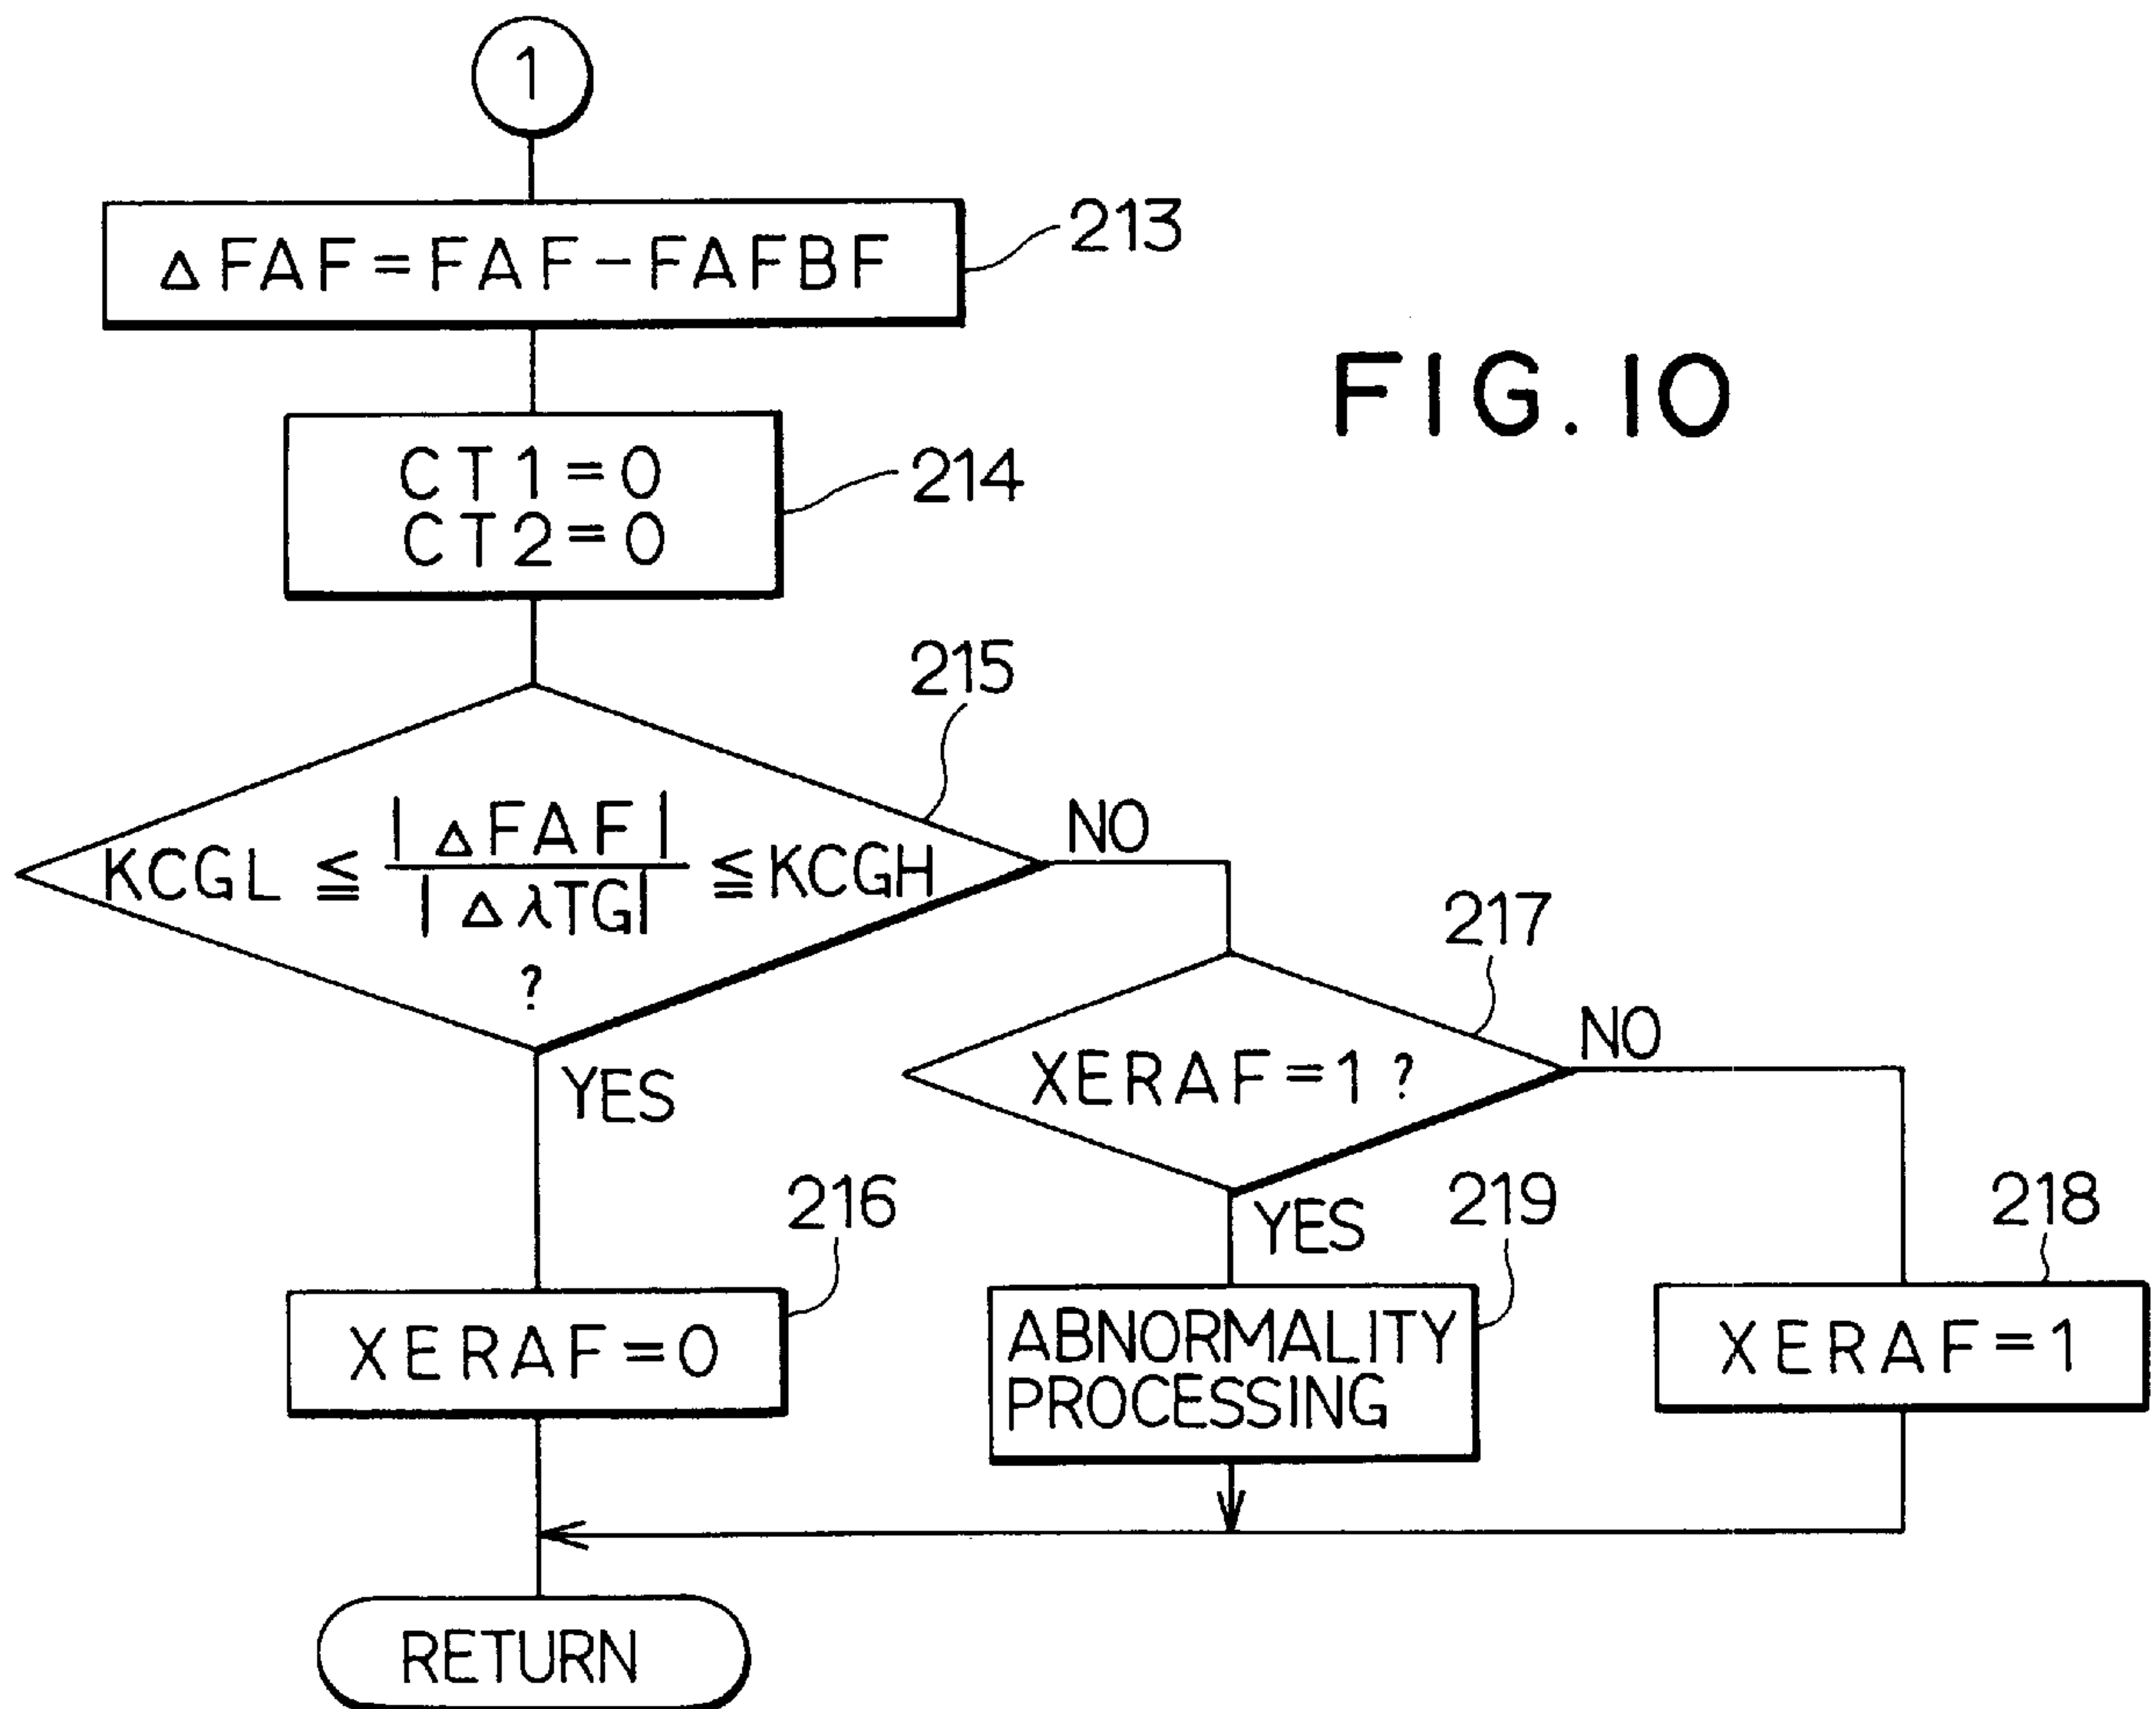 1
ΔFAF=FAF-FAFBF
213
FIG. 10
CT1=0
CT2=0
214
215
KCGL ≦ |ΔFAF| / |ΔλTG| ≦ KCGH
?
NO
YES
217
XERAF=1 ?
NO
YES
216
XERAF=0
219
ABNORMALITY
PROCESSING
218
XERAF=1
RETURN